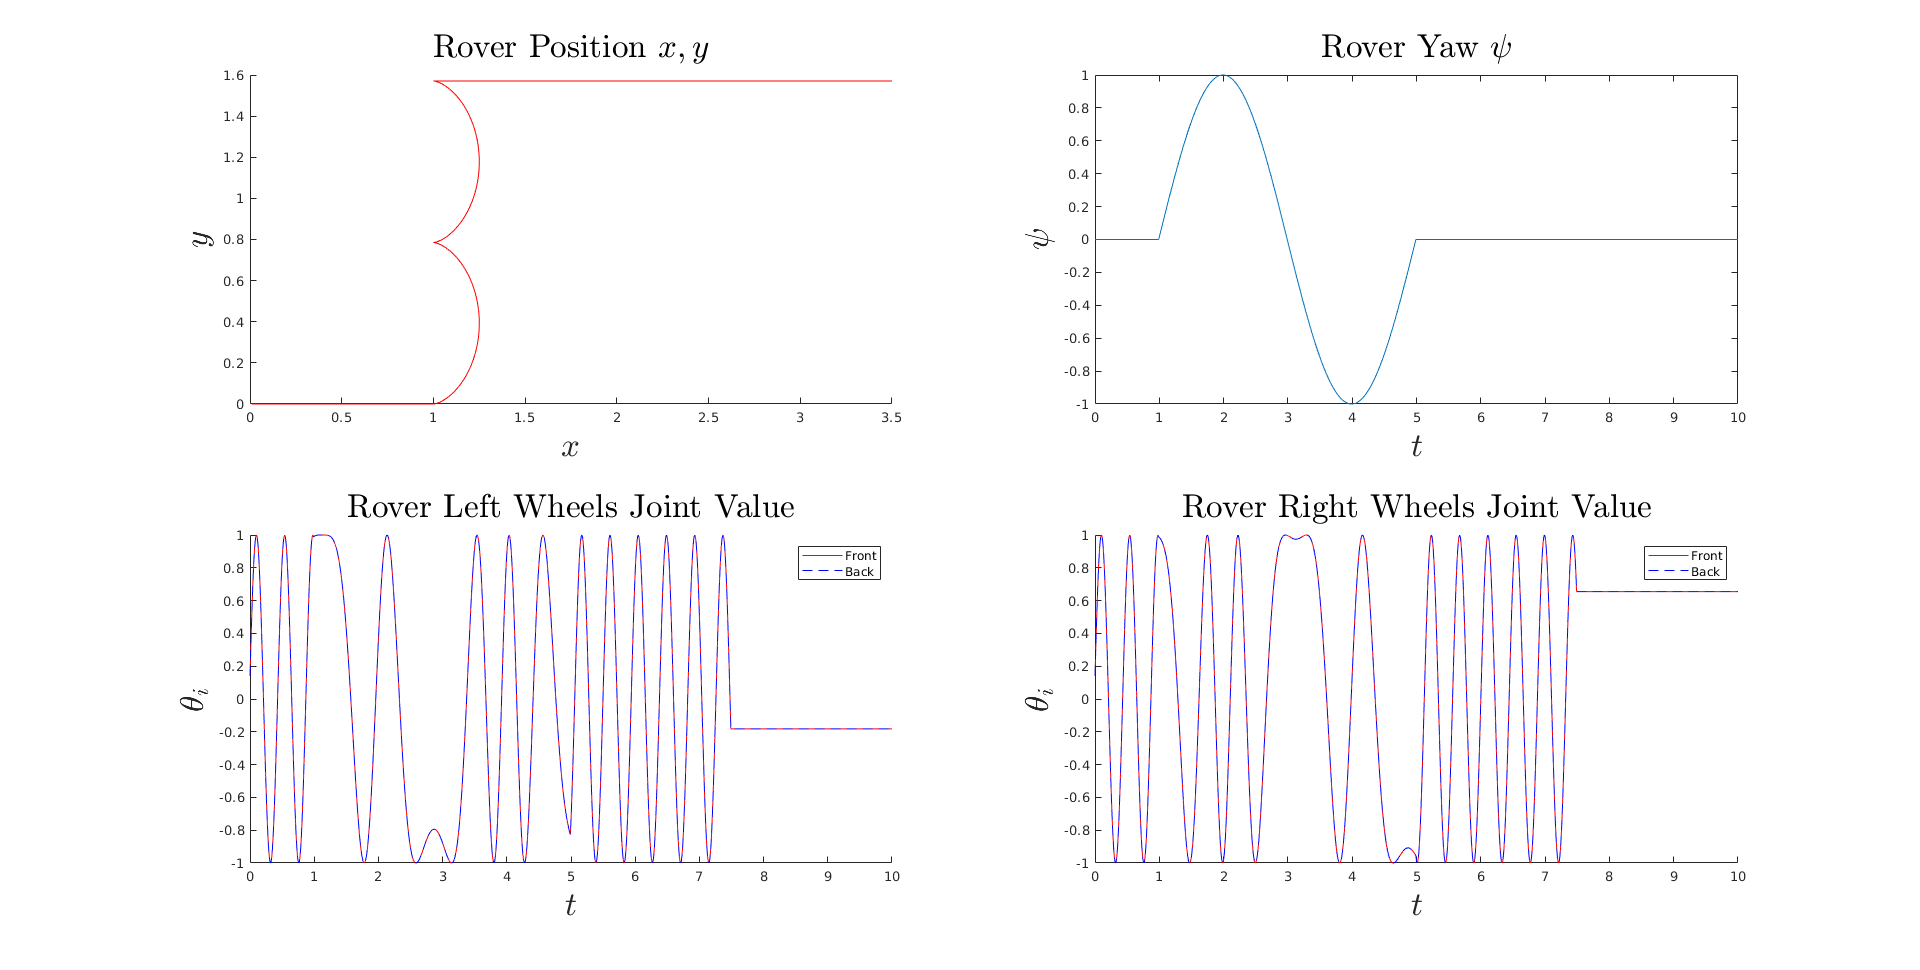 Rover Position x, y
1.6
1.4
1.2
1
0.8
0.6
0.4
0.2
0
y
0 0.5 1 1.5 2 2.5 3 3.5
x
Rover Yaw ψ
1
0.8
0.6
0.4
0.2
0
-0.2
-0.4
-0.6
-0.8
-1
ψ
0 1 2 3 4 5 6 7 8 9 10
t
Rover Left Wheels Joint Value
1
0.8
0.6
0.4
0.2
0
-0.2
-0.4
-0.6
-0.8
-1
θi
Front
Back
0 1 2 3 4 5 6 7 8 9 10
t
Rover Right Wheels Joint Value
1
0.8
0.6
0.4
0.2
0
-0.2
-0.4
-0.6
-0.8
-1
θi
Front
Back
0 1 2 3 4 5 6 7 8 9 10
t